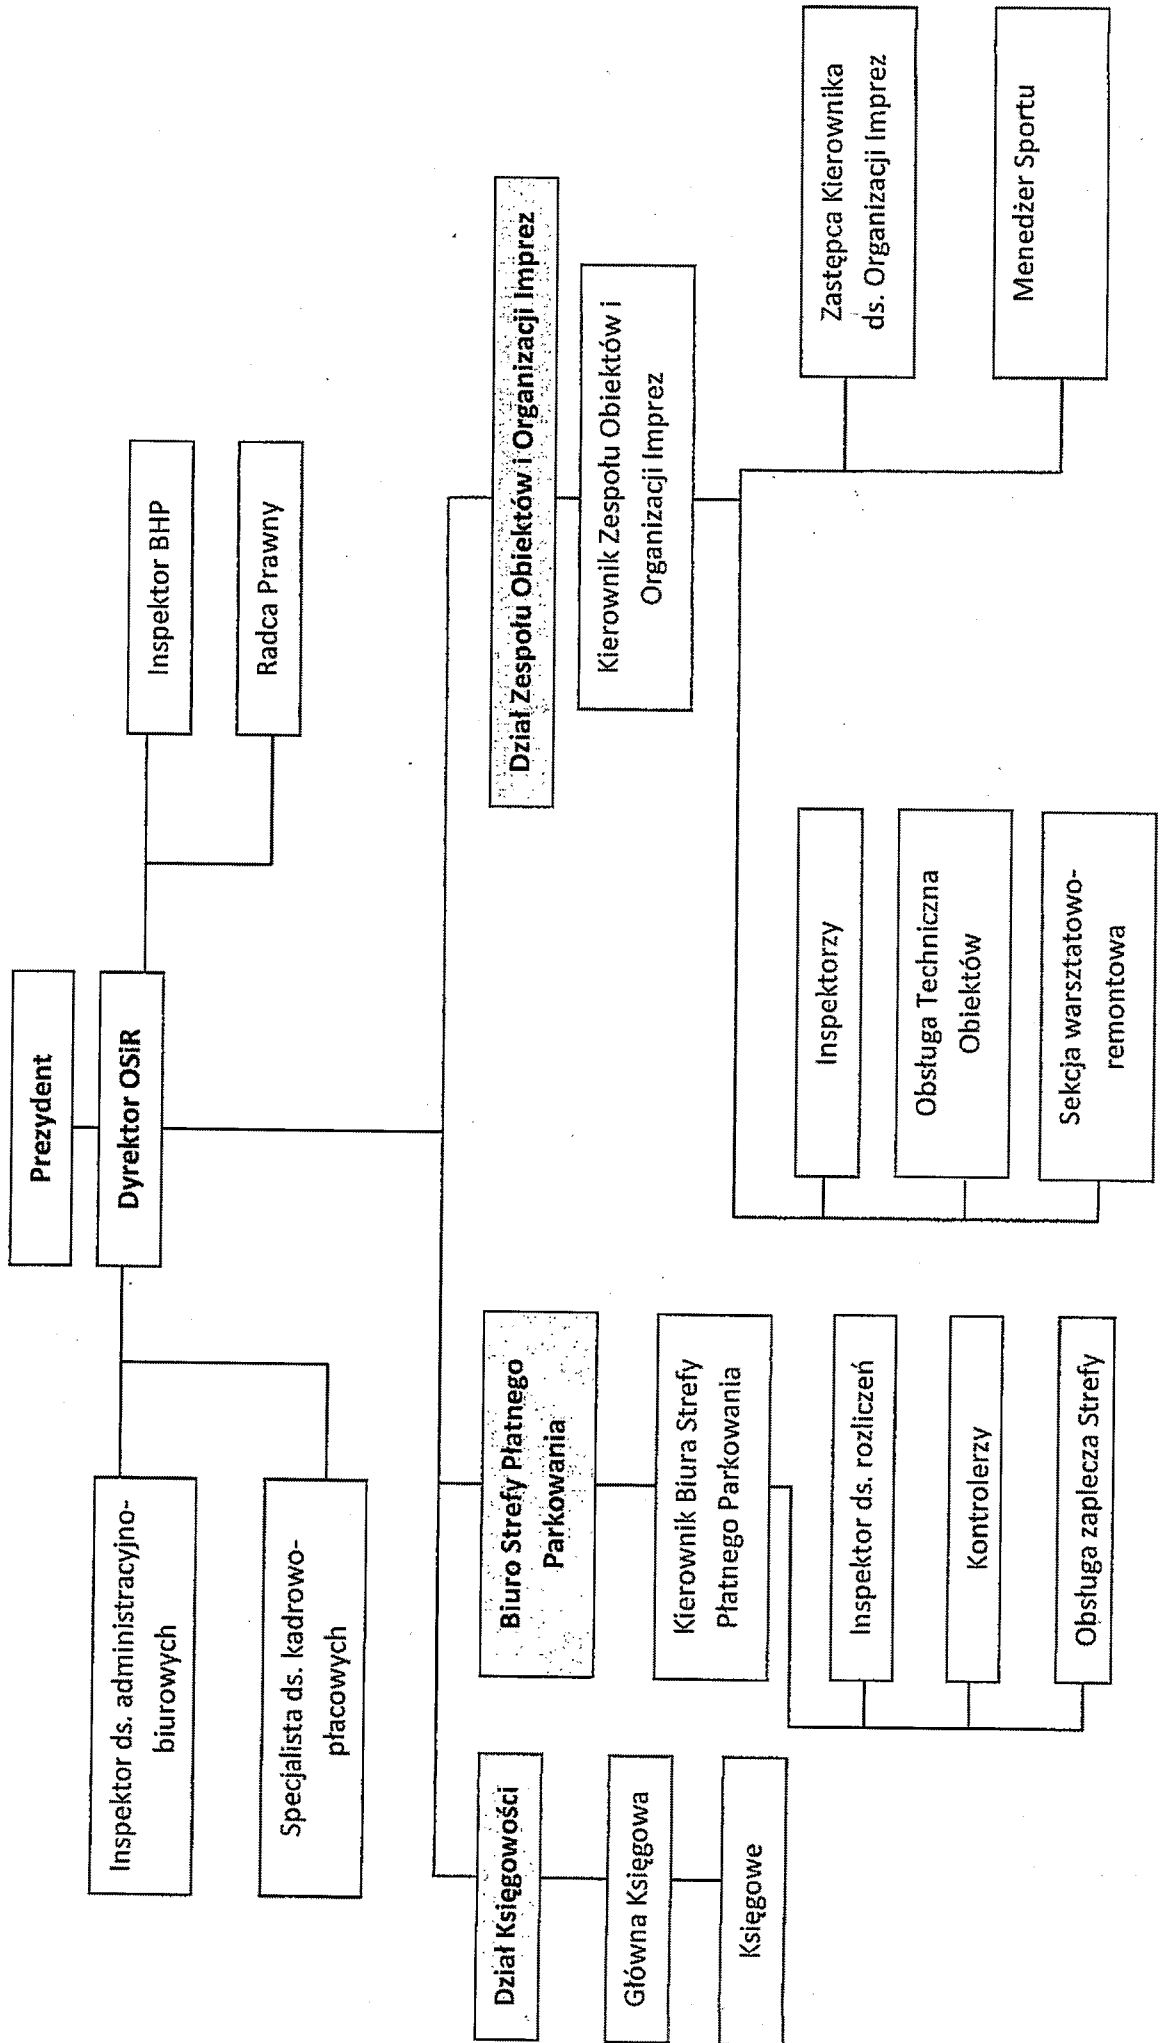 Prezydent
Dyrektor OSiR
Inspektor ds. administracyjno-
biurowych
Specjalista ds. kadrowo-
płacowych
Inspektor BHP
Radca Prawny
Dział Księgowości
Główna Księgowa
Księgowe
Biuro Strefy Płatnego
Parkowania
Kierownik Biura Strefy
Płatnego Parkowania
Inspektor ds. rozliczeń
Kontrolerzy
Obsługa zaplecza Strefy
Dział Zespołu Obiektów i Organizacji Imprez
Kierownik Zespołu Obiektów i
Organizacji Imprez
Inspektorzy
Obsługa Techniczna
Obiektów
Sekcja warsztatowo-
remontowa
Zastępca Kierownika
ds. Organizacji Imprez
Menedżer Sportu